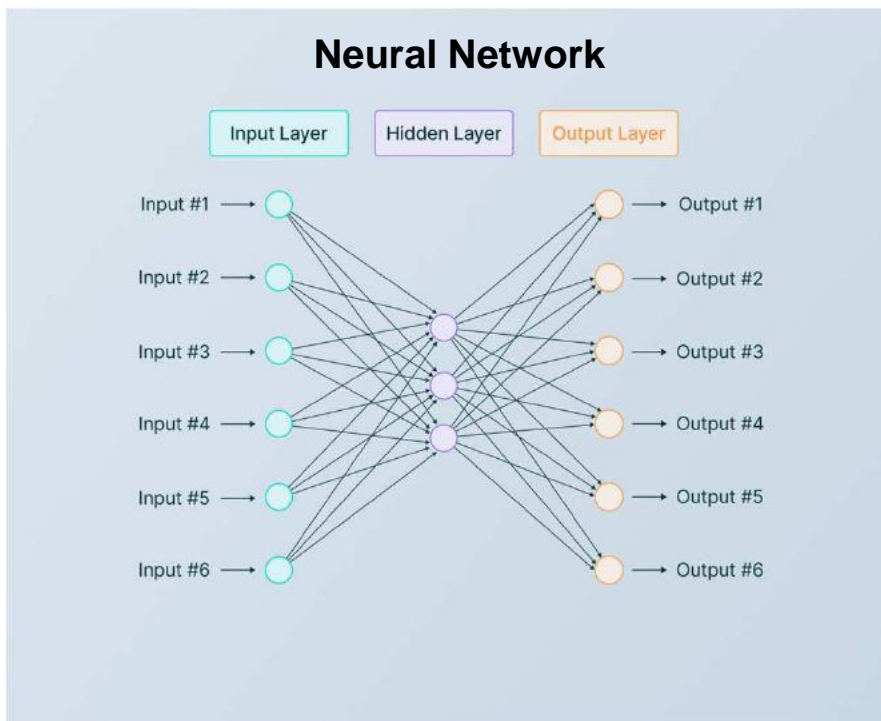 Neural Network
Input Layer Hidden Layer Output Layer
Input #1 Output #1
Input #2 Output #2
Input #3 Output #3
Input #4 Output #4
Input #5 Output #5
Input #6 Output #6